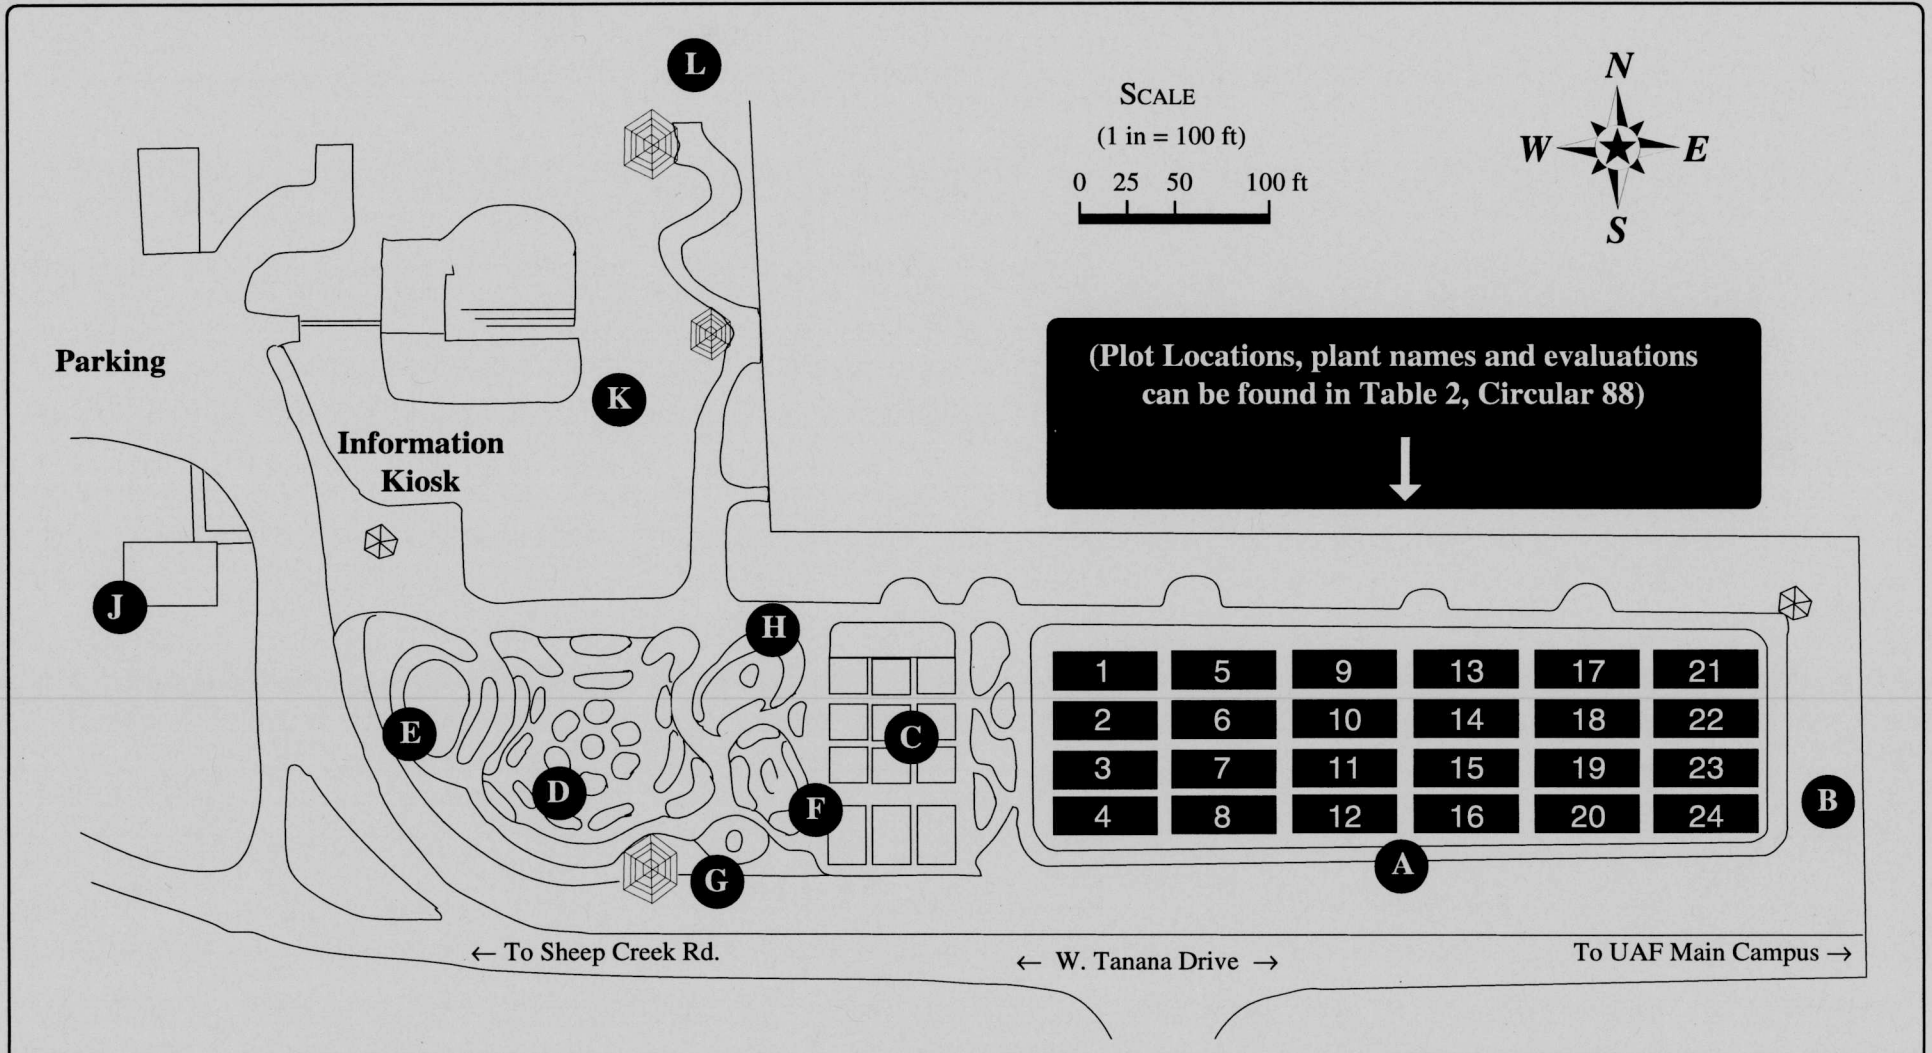 L
SCALE
(1 in = 100 ft)
0 25 50 100 ft
N
W E
S
Parking
(Plot Locations, plant names and evaluations
can be found in Table 2, Circular 88)
K
Information
Kiosk
J
H
E
D
C
F
G
1 5 9 13 17 21
2 6 10 14 18 22
3 7 11 15 19 23
4 8 12 16 20 24
B
A
← To Sheep Creek Rd.
← W. Tanana Drive →
To UAF Main Campus →